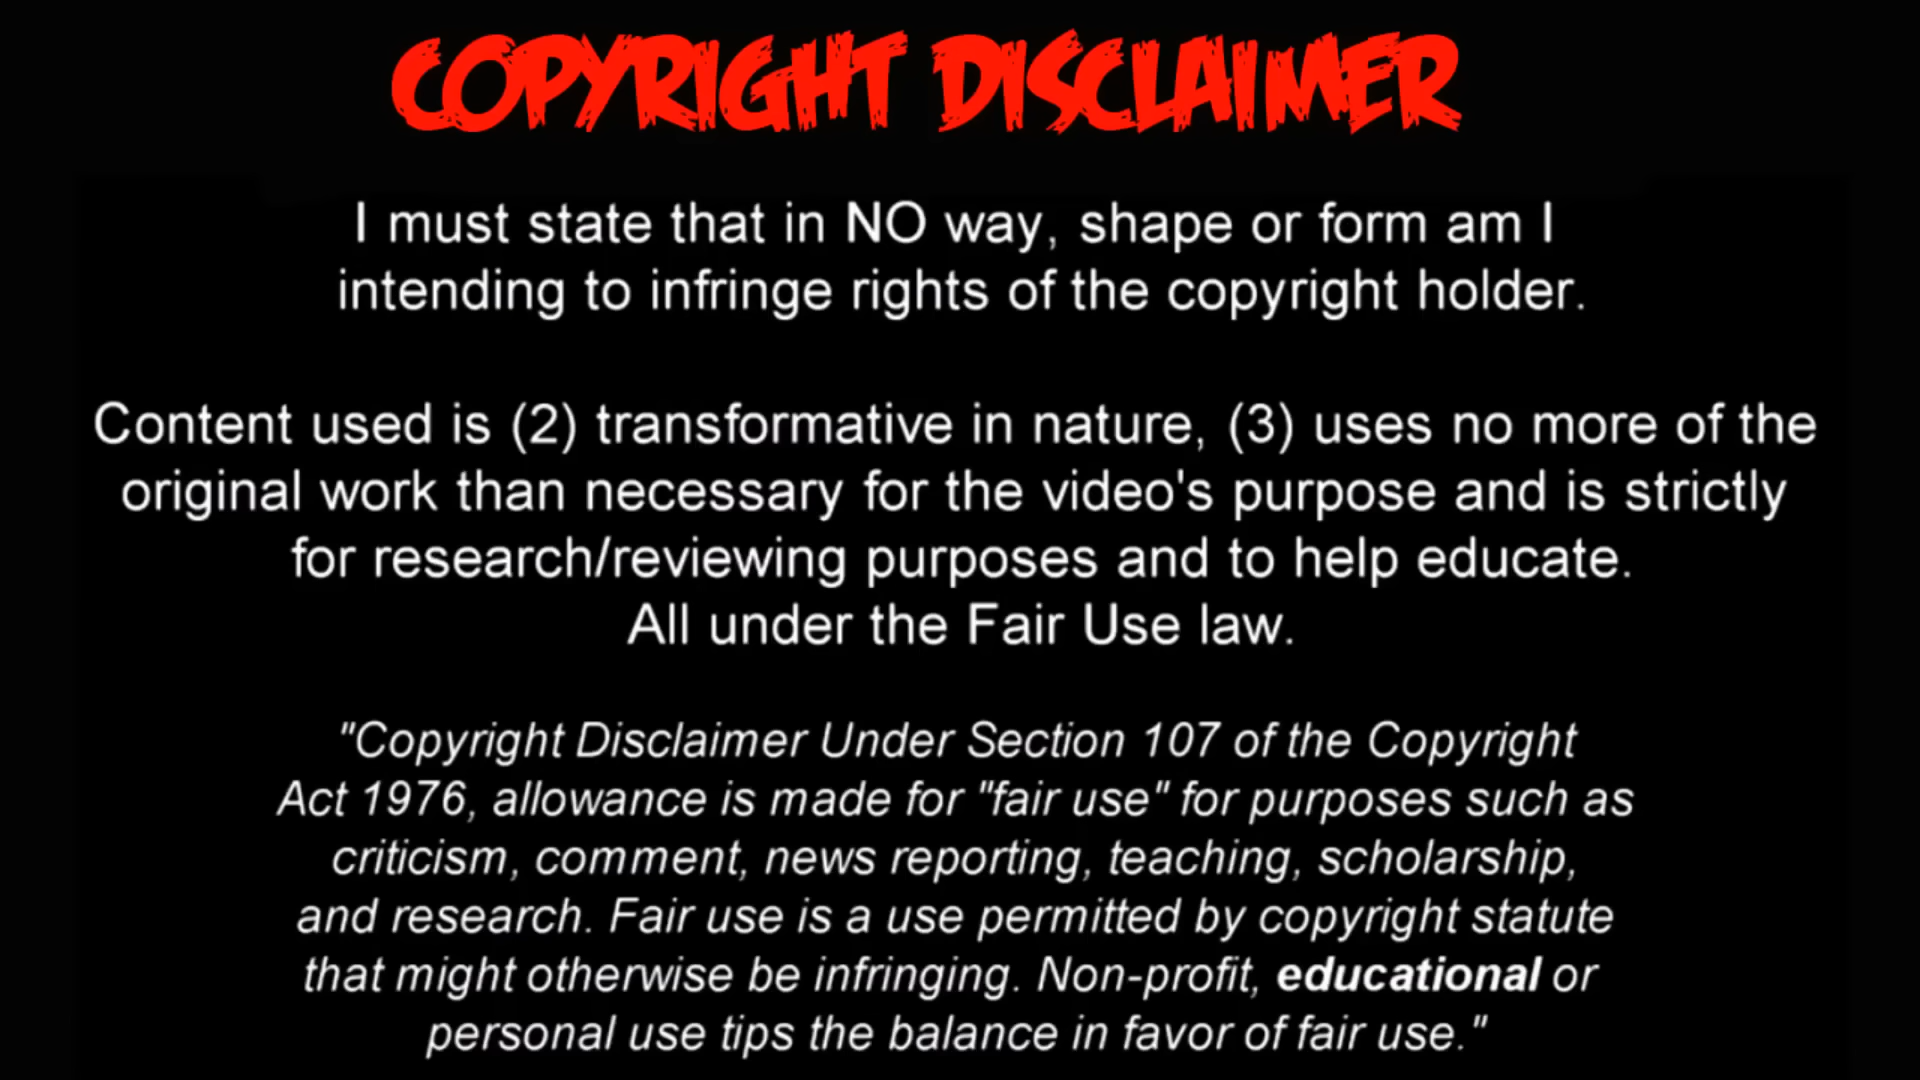 COPYRIGHT DISCLAIMER
I must state that in NO way, shape or form am I
intending to infringe rights of the copyright holder.
Content used is (2) transformative in nature, (3) uses no more of the
original work than necessary for the video's purpose and is strictly
for research/reviewing purposes and to help educate.
All under the Fair Use law.
"Copyright Disclaimer Under Section 107 of the Copyright
Act 1976, allowance is made for "fair use" for purposes such as
criticism, comment, news reporting, teaching, scholarship,
and research. Fair use is a use permitted by copyright statute
that might otherwise be infringing. Non-profit, educational or
personal use tips the balance in favor of fair use."